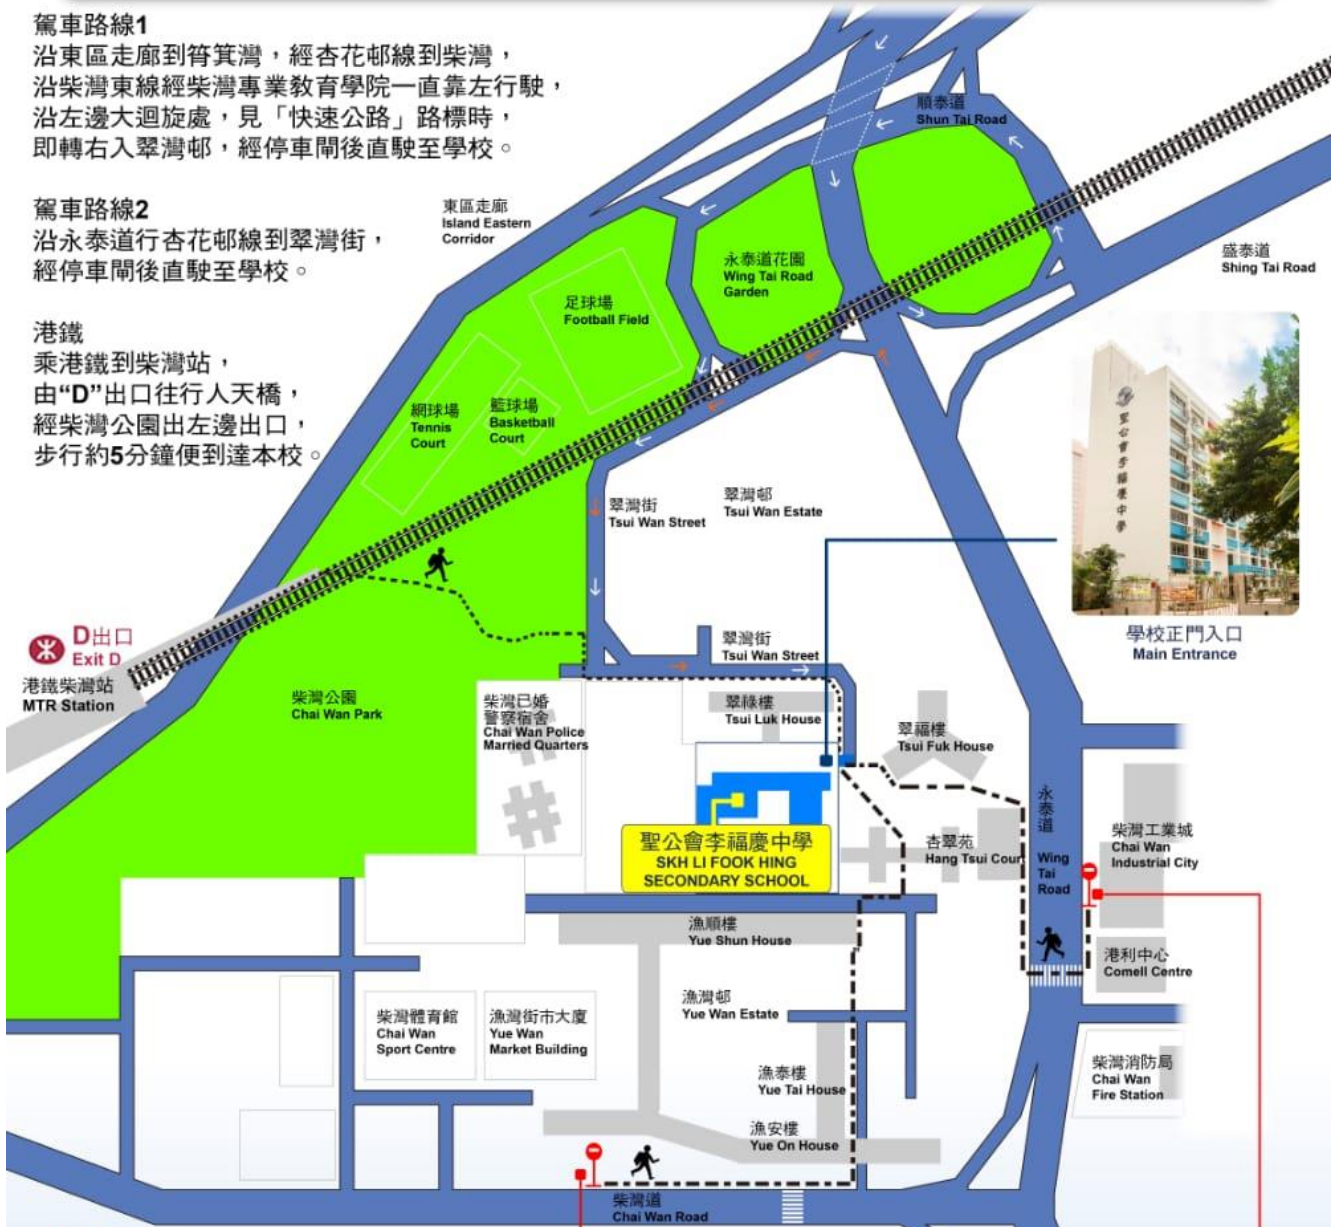 駕車路線1
沿東區走廊到筲箕灣，經杏花邨線到柴灣，
沿柴灣東線經柴灣專業教育學院一直靠左行駛，
沿左邊大迴旋處，見「快速公路」路標時，
即轉右入翠灣邨，經停車閘後直駛至學校。
駕車路線2
沿永泰道行杏花邨線到翠灣街，
經停車閘後直駛至學校。
港鐵
乘港鐵到柴灣站，
由“D”出口往行人天橋，
經柴灣公園出左邊出口，
步行約5分鐘便到達本校。
順泰道
Shun Tai Road
東區走廊
Island Eastern
Corridor
永泰道花園
Wing Tai Road
Garden
盛泰道
Shing Tai Road
足球場
Football Field
網球場
Tennis
Court
籃球場
Basketball
Court
翠灣街
Tsui Wan Street
翠灣邨
Tsui Wan Estate
聖公會李福慶中學
學校正門入口
Main Entrance
D出口
Exit D
港鐵柴灣站
MTR Station
柴灣公園
Chai Wan Park
翠灣街
Tsui Wan Street
柴灣已婚
警察宿舍
Chai Wan Police
Married Quarters
翠祿樓
Tsui Luk House
翠福樓
Tsui Fuk House
永泰道
Wing
Tai
Road
柴灣工業城
Chai Wan
Industrial City
聖公會李福慶中學
SKH LI FOOK HING
SECONDARY SCHOOL
杏翠苑
Hang Tsui Court
漁順樓
Yue Shun House
港利中心
Comell Centre
漁灣邨
Yue Wan Estate
柴灣體育館
Chai Wan
Sport Centre
漁灣街市大廈
Yue Wan
Market Building
漁泰樓
Yue Tai House
柴灣消防局
Chai Wan
Fire Station
漁安樓
Yue On House
柴灣道
Chai Wan Road